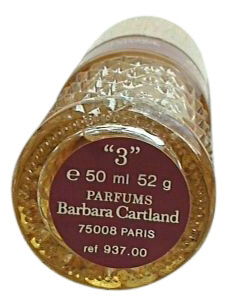 "3"
℮ 50 ml 52 g
PARFUMS
Barbara Cartland
75008 PARIS
ref 937.00